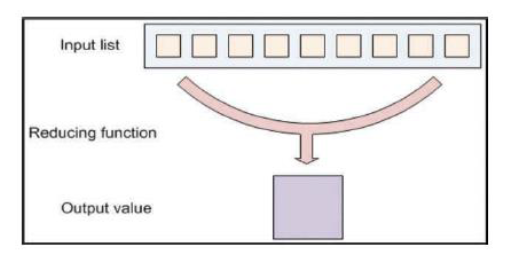 Input list
Reducing function
Output value